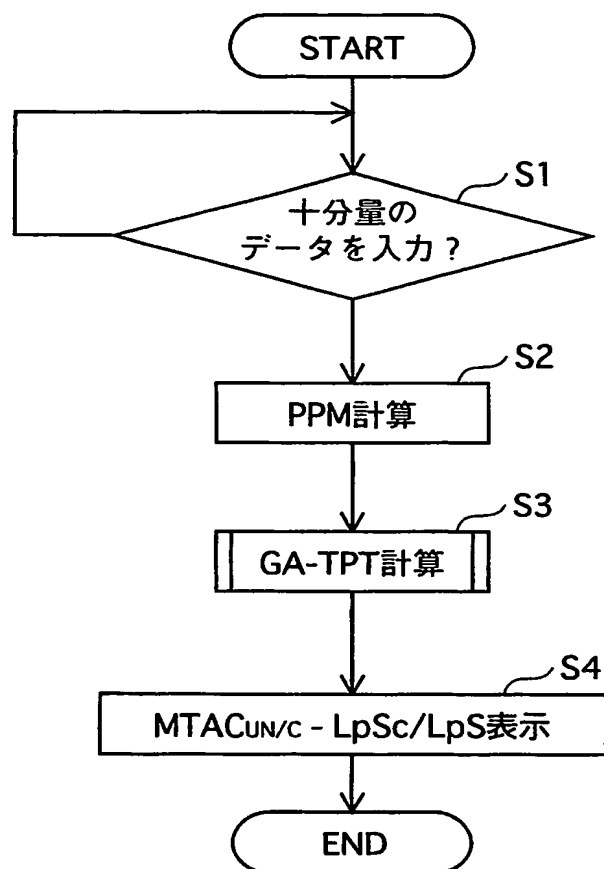 START
S1
十分量の
データを入力？
S2
PPM計算
S3
GA-TPT計算
S4
MTACUN/C - LpSc/LpS表示
END